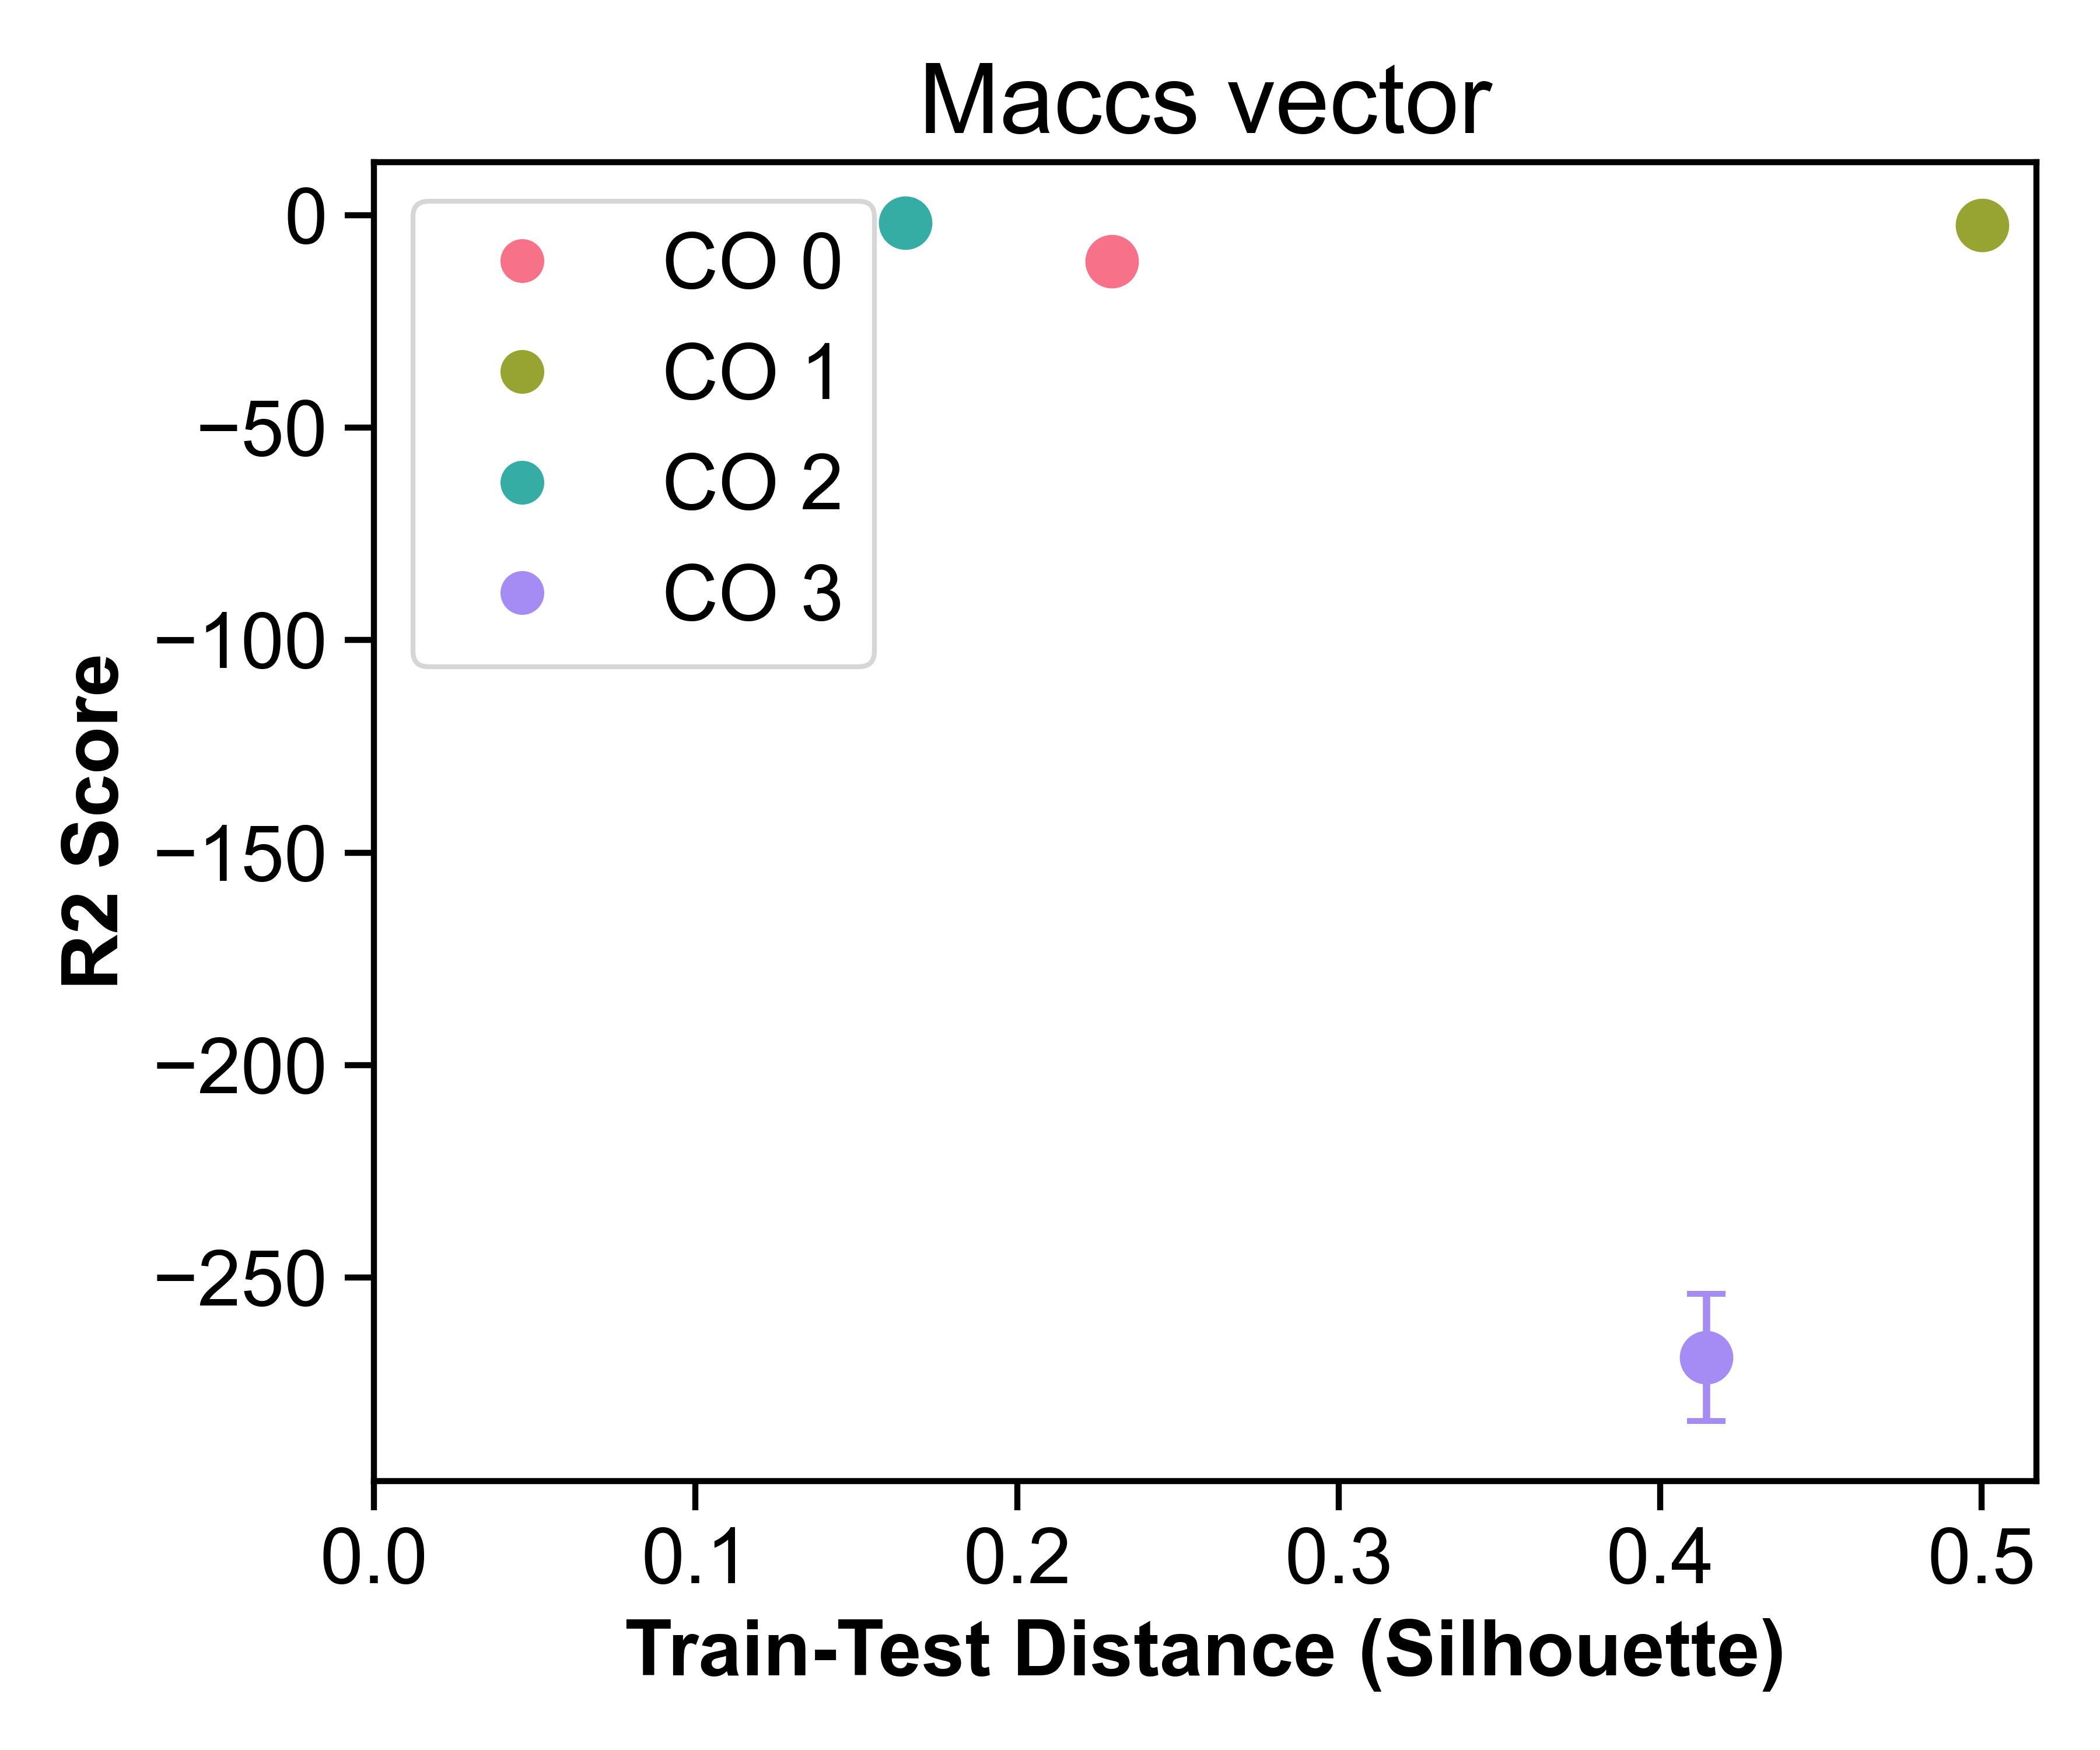 Maccs vector
0
−50
−100
−150
−200
−250
R2 Score
CO 0
CO 1
CO 2
CO 3
0.0 0.1 0.2 0.3 0.4 0.5
Train-Test Distance (Silhouette)